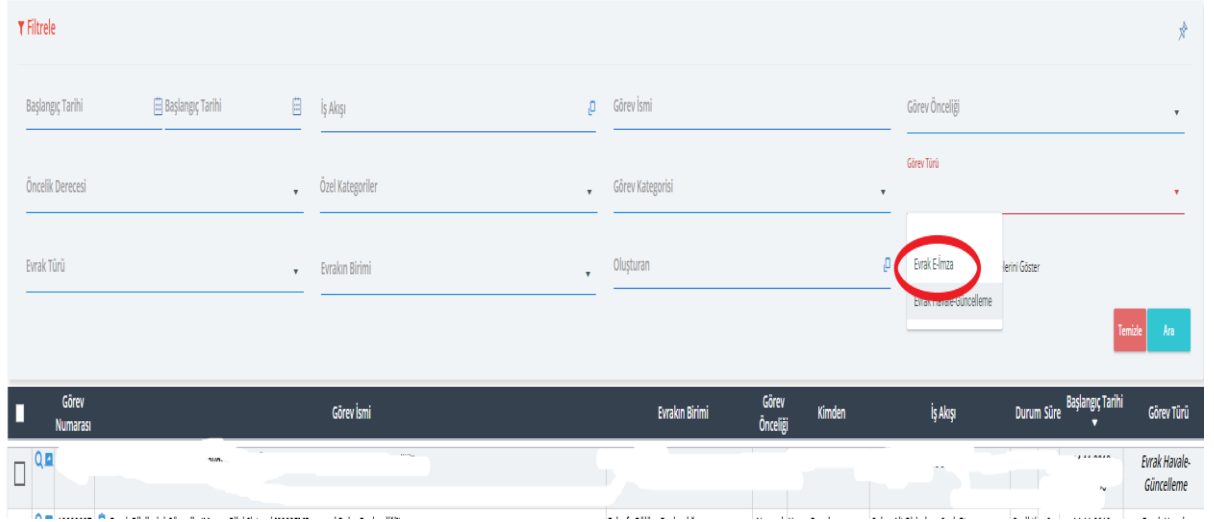 Filtrele
Başlangıç Tarihi Başlangıç Tarihi İş Akışı Görev İsmi Görev Önceliği
Öncelik Derecesi Özel Kategoriler Görev Kategorisi Görev Türü
Evrak Türü Evrakın Birimi Oluşturan Evrak E-İmza lerini Göster
Evrak Havale-Güncelleme
Temizle Ara
Görev Numarası Görev İsmi Evrakın Birimi Görev Önceliği Kimden İş Akışı Durum Süre Başlangıç Tarihi Görev Türü
Evrak Havale-
Güncelleme